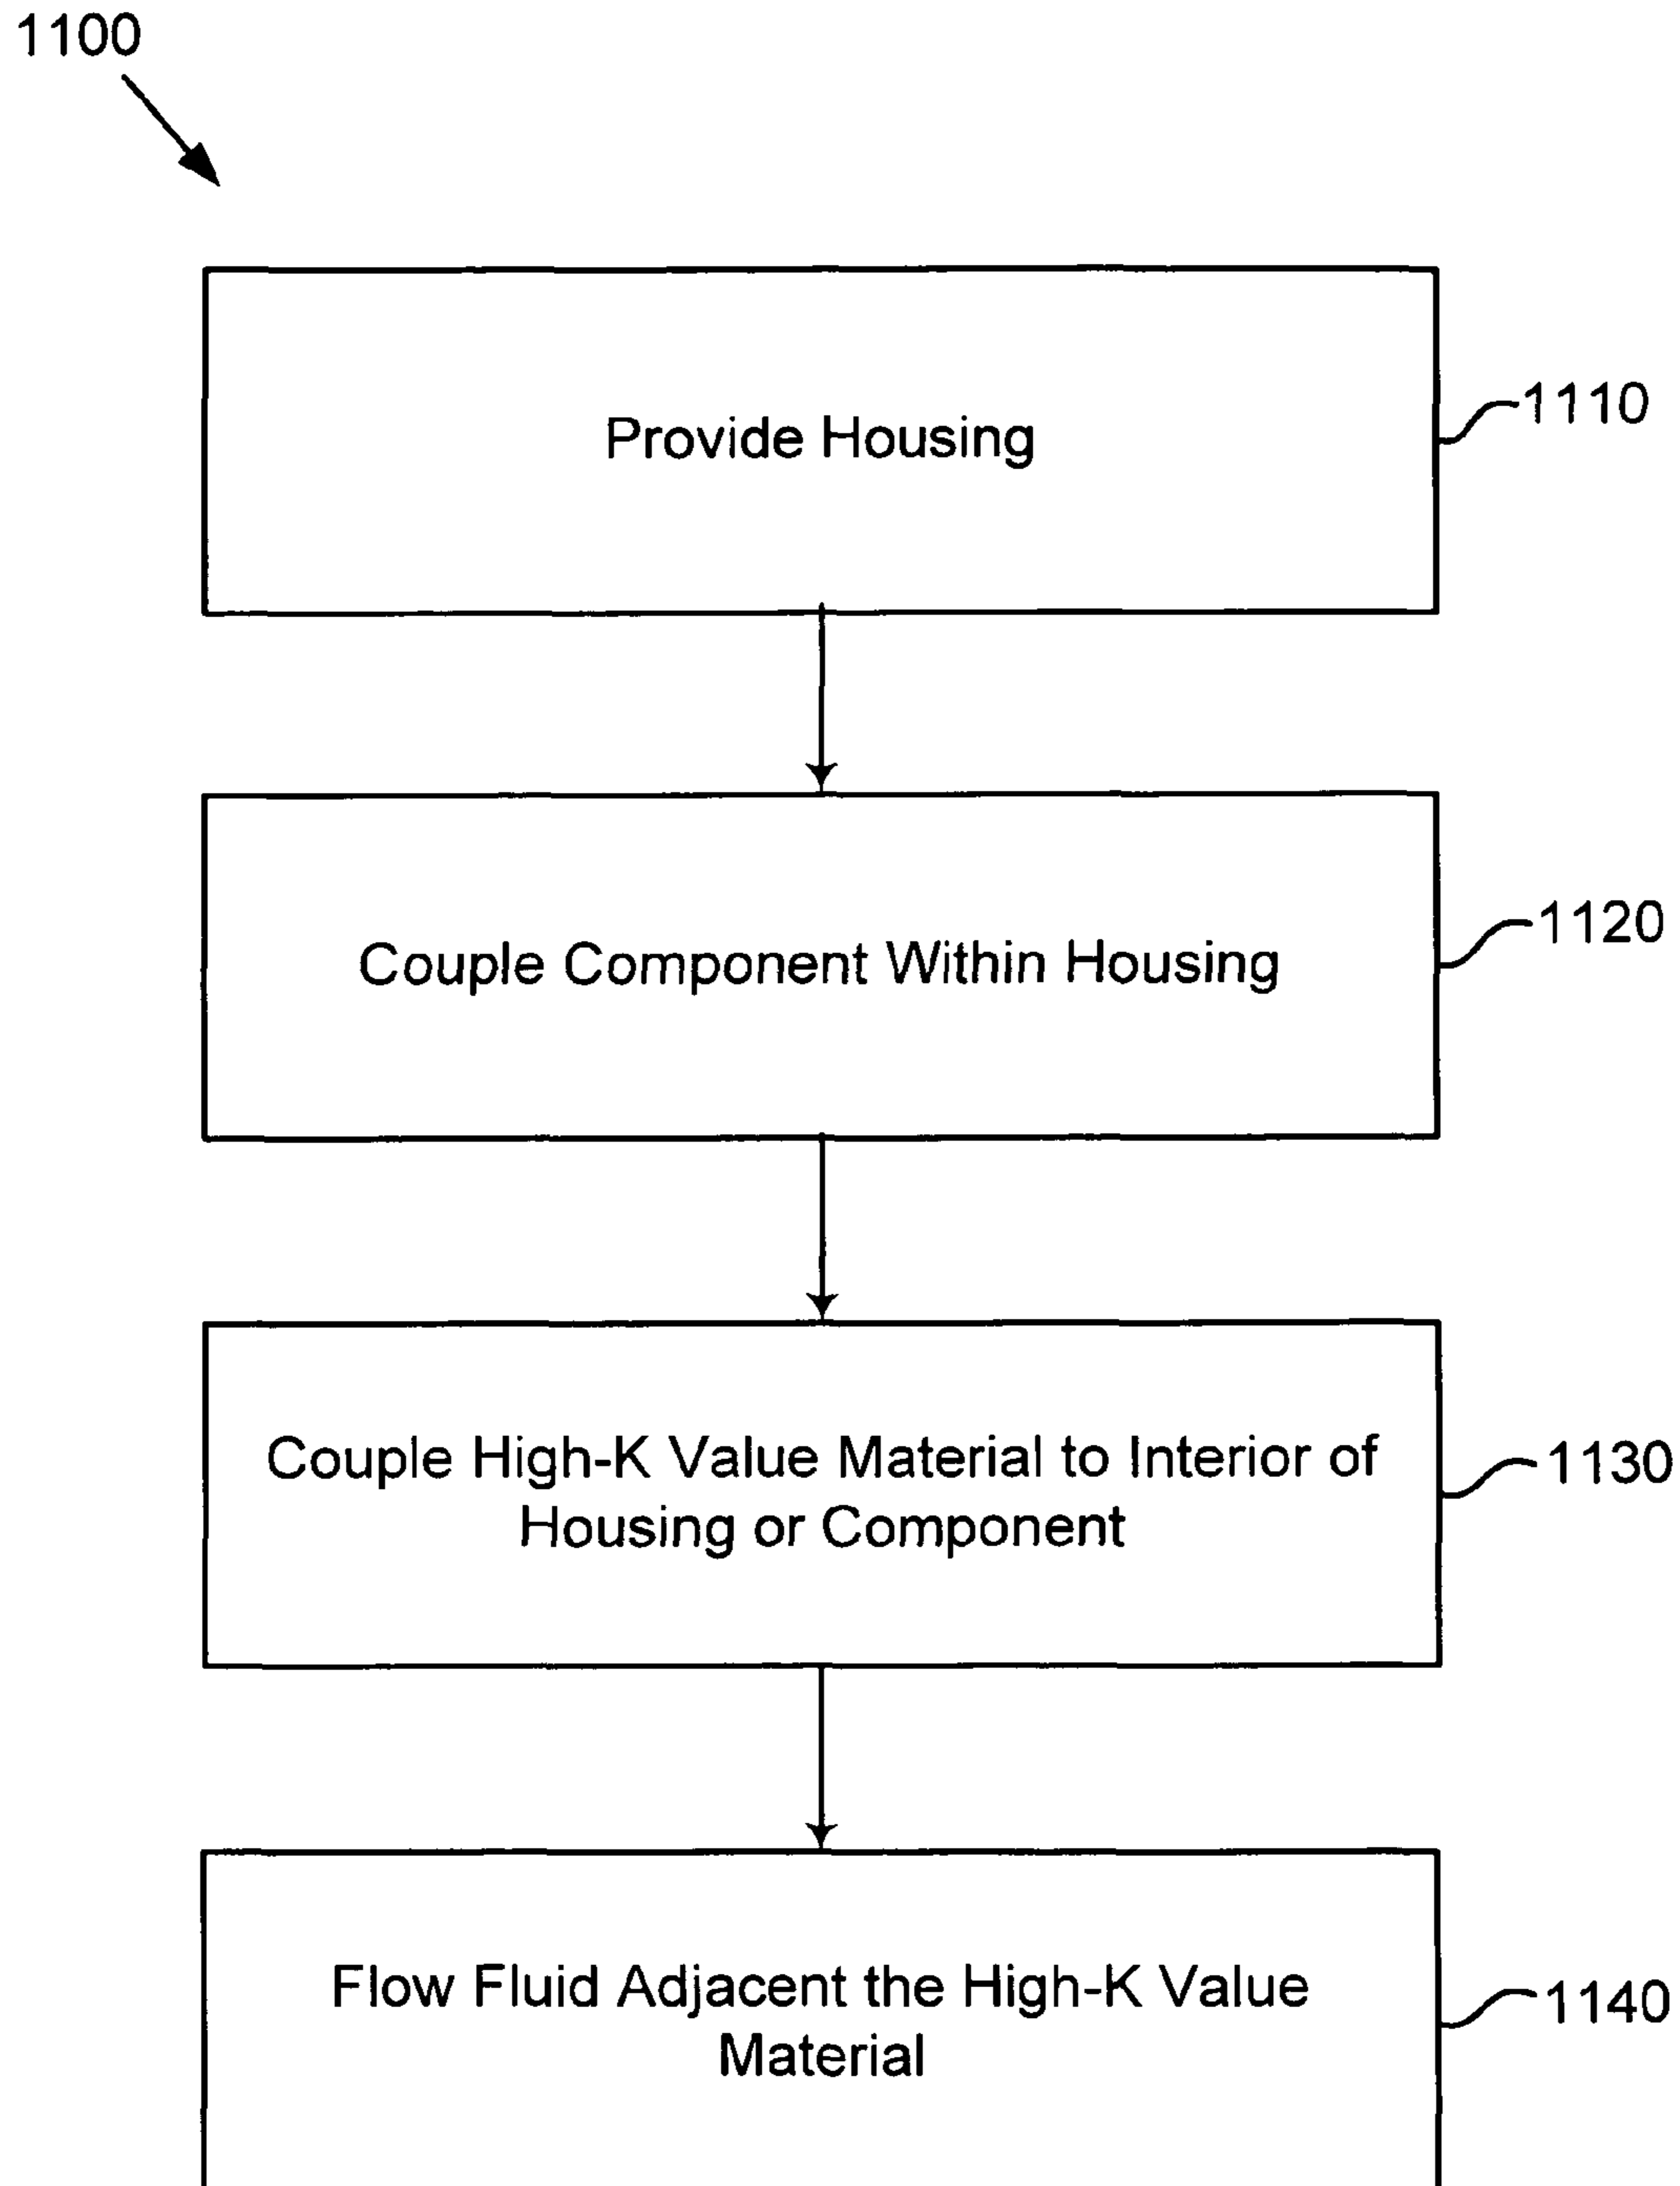 1100
Provide Housing
1110
Couple Component Within Housing
1120
Couple High-K Value Material to Interior of
Housing or Component
1130
Flow Fluid Adjacent the High-K Value
Material
1140